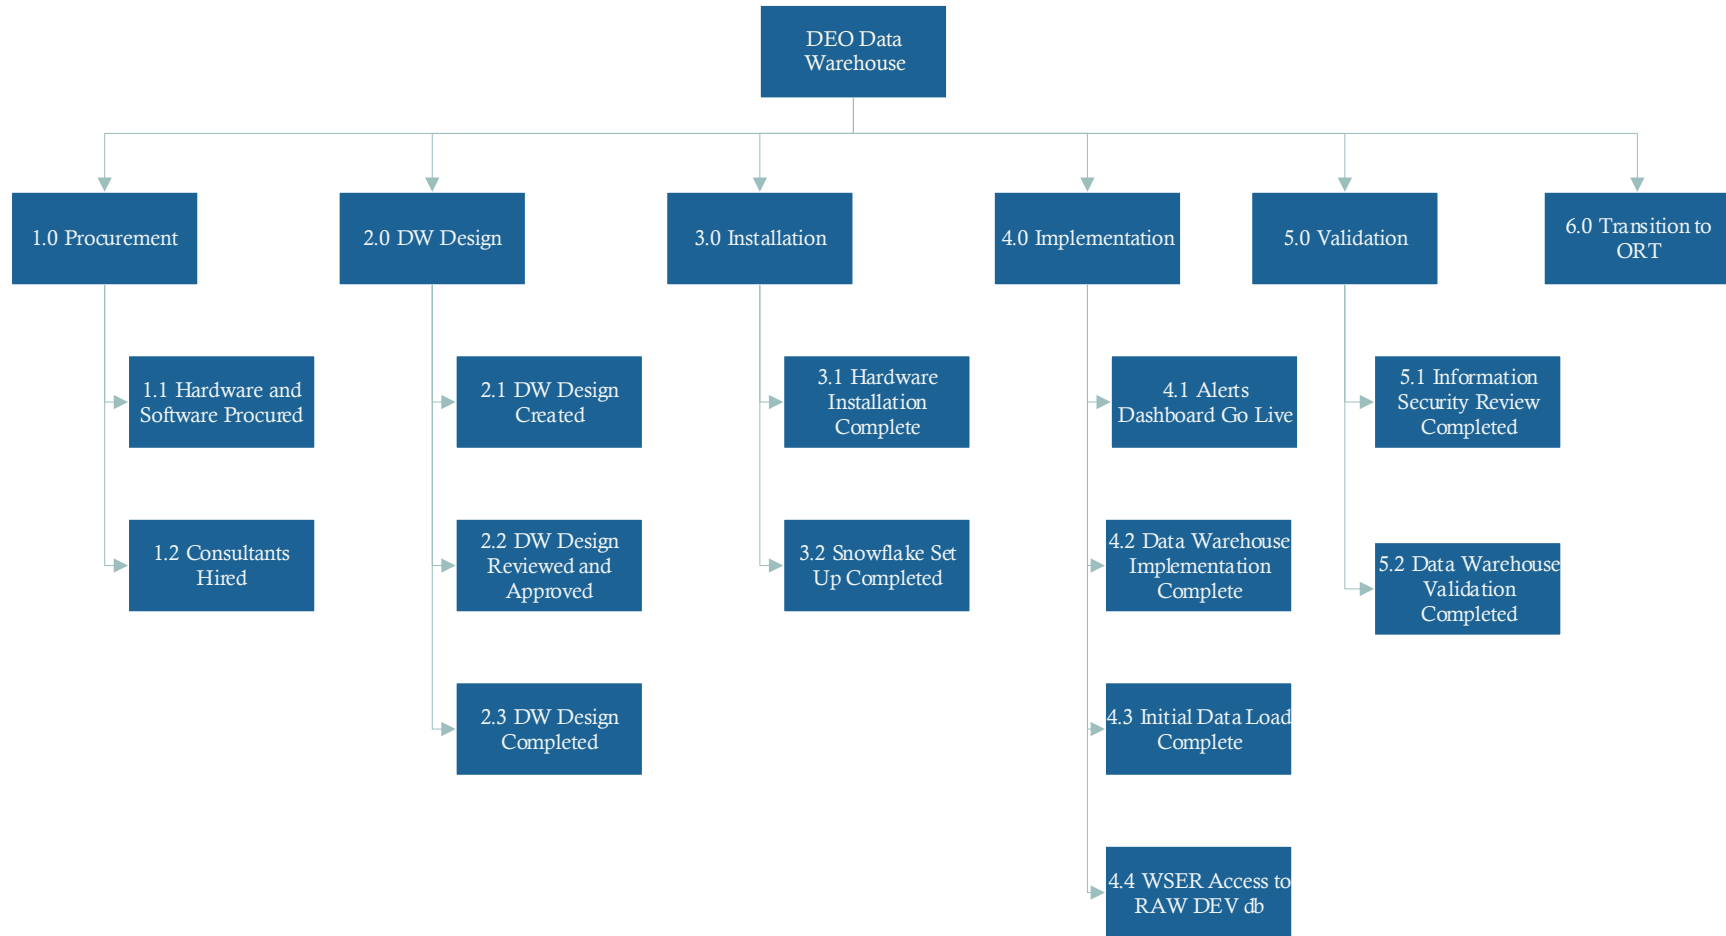 DEO Data
Warehouse
1.0 Procurement
2.0 DW Design
3.0 Installation
4.0 Implementation
5.0 Validation
6.0 Transition to
ORT
1.1 Hardware and
Software Procured
2.1 DW Design
Created
3.1 Hardware
Installation
Complete
4.1 Alerts
Dashboard Go Live
5.1 Information
Security Review
Completed
1.2 Consultants
Hired
2.2 DW Design
Reviewed and
Approved
3.2 Snowflake Set
Up Completed
4.2 Data Warehouse
Implementation
Complete
5.2 Data Warehouse
Validation
Completed
2.3 DW Design
Completed
4.3 Initial Data Load
Complete
4.4 WSER Access to
RAW DEV db